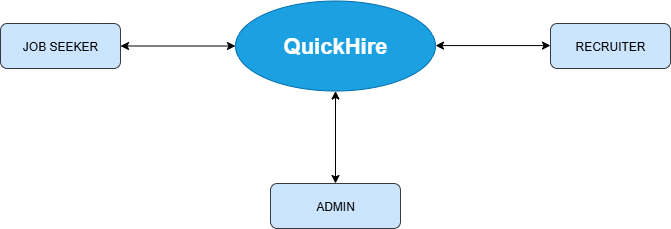 JOB SEEKER
QuickHire
RECRUITER
ADMIN